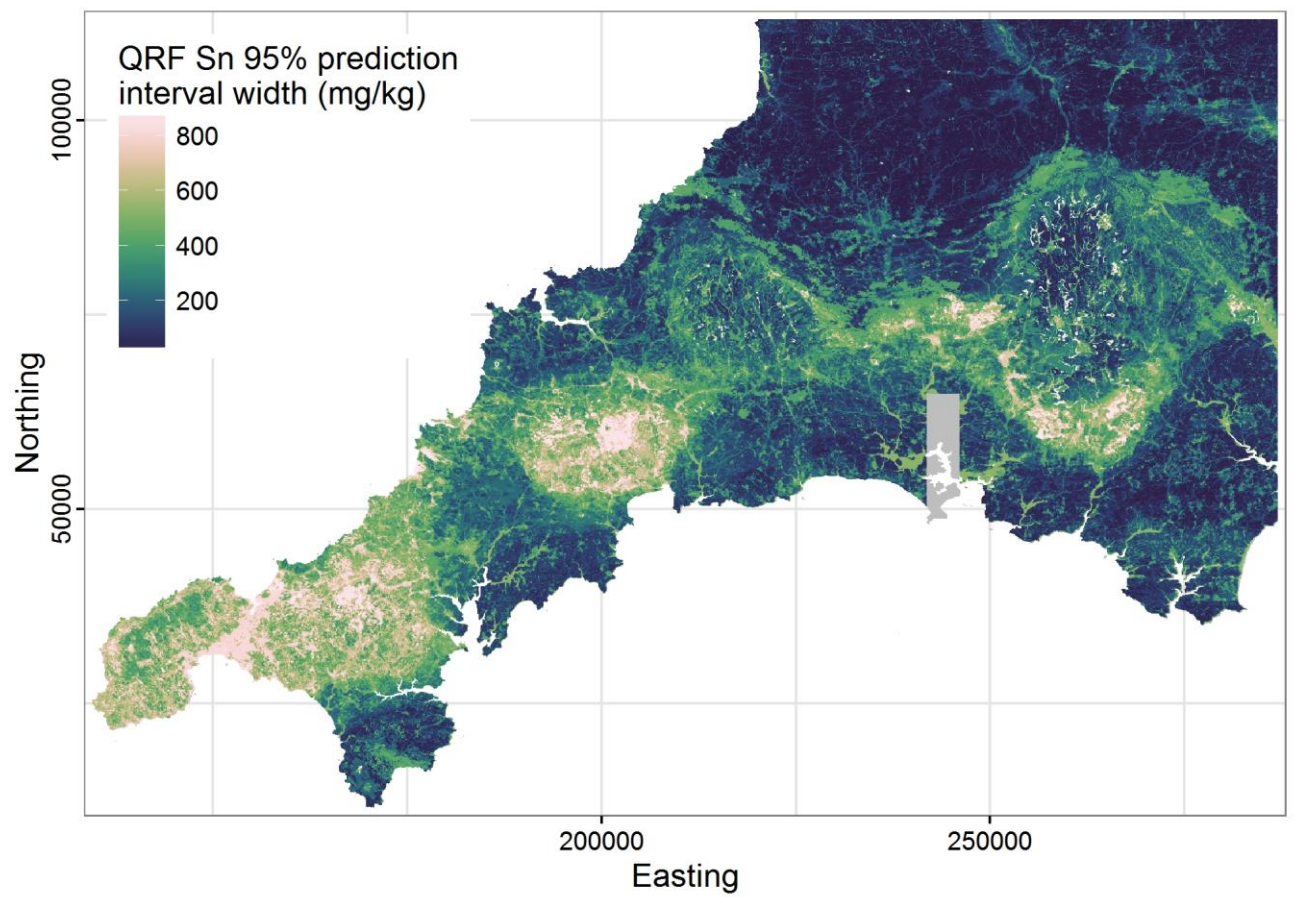 QRF Sn 95% prediction
interval width (mg/kg)
800
600
400
200
100000
50000
Northing
200000
250000
Easting